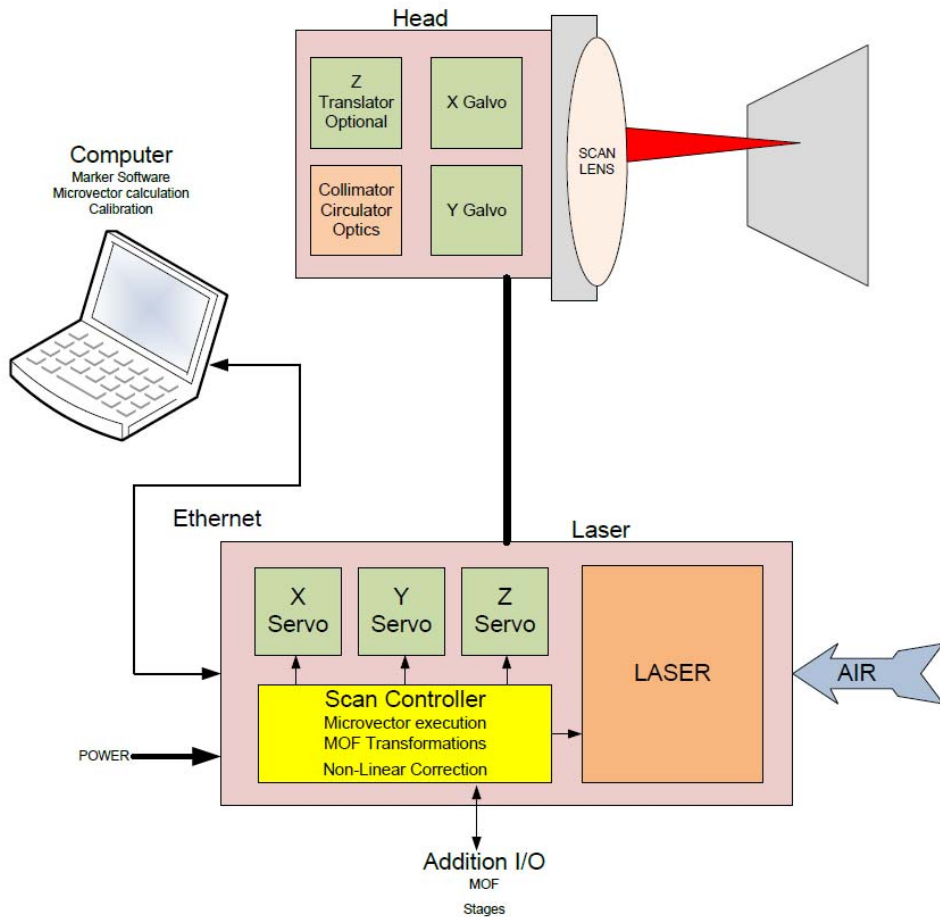 Head
Z
Translator
Optional
X Galvo
Collimator
Circulator
Optics
Y Galvo
SCAN
LENS
Computer
Marker Software
Microvector calculation
Calibration
Ethernet
Laser
X
Servo
Y
Servo
Z
Servo
LASER
AIR
Scan Controller
Microvector execution
MOF Transformations
Non-Linear Correction
POWER
Addition I/O
MOF
Stages